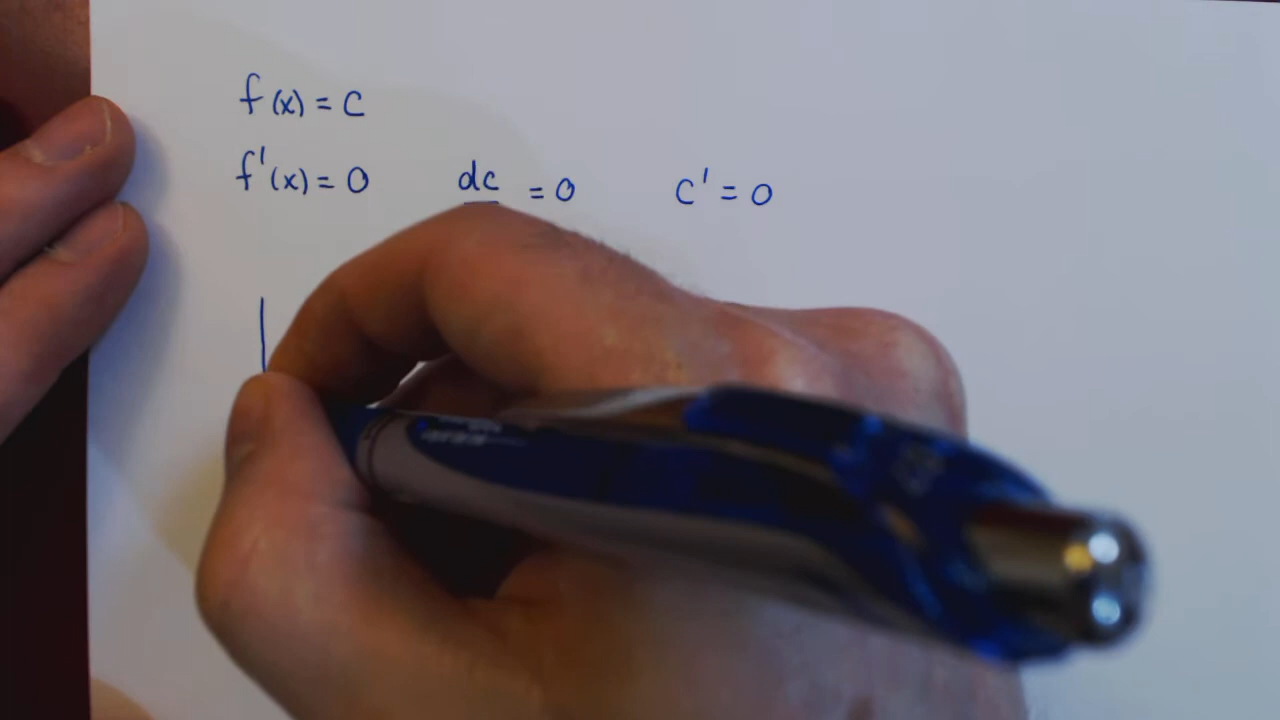 f(x) = c
f'(x) = 0 dc = 0 c' = 0